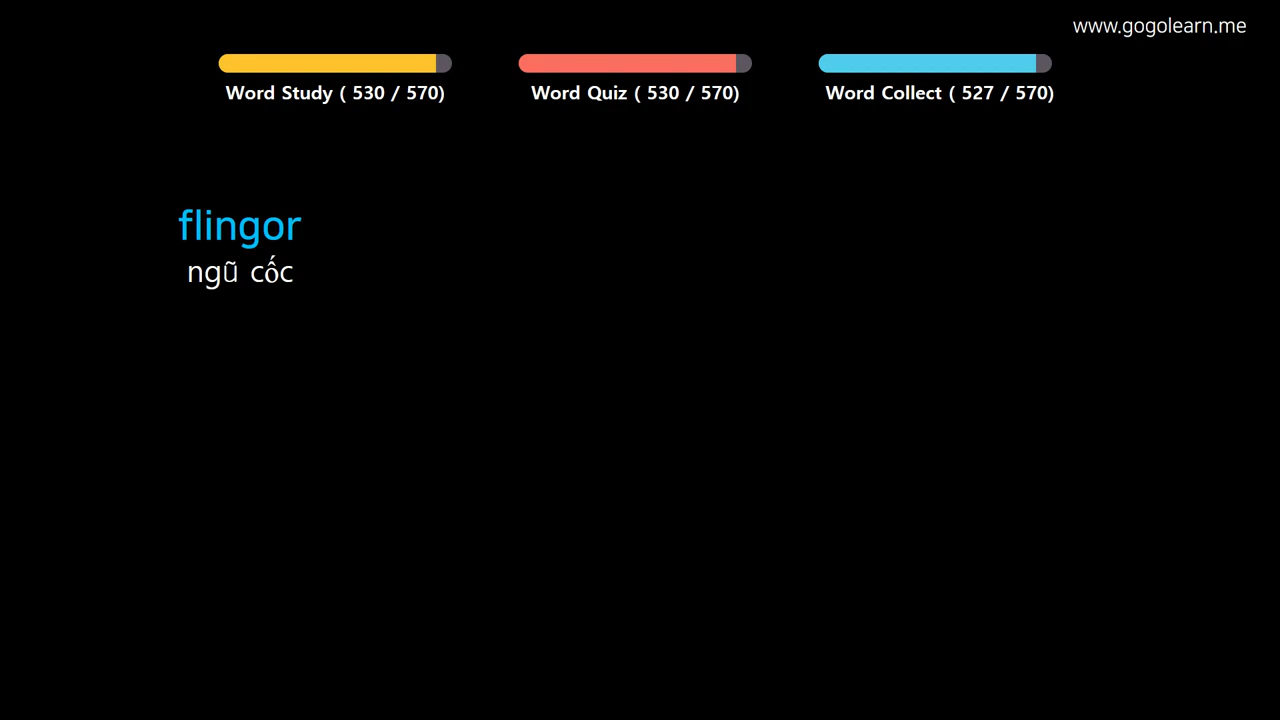 www.gogolearn.me
Word Study ( 530 / 570)
Word Quiz ( 530 / 570)
Word Collect ( 527 / 570)
flingor
ngũ cốc